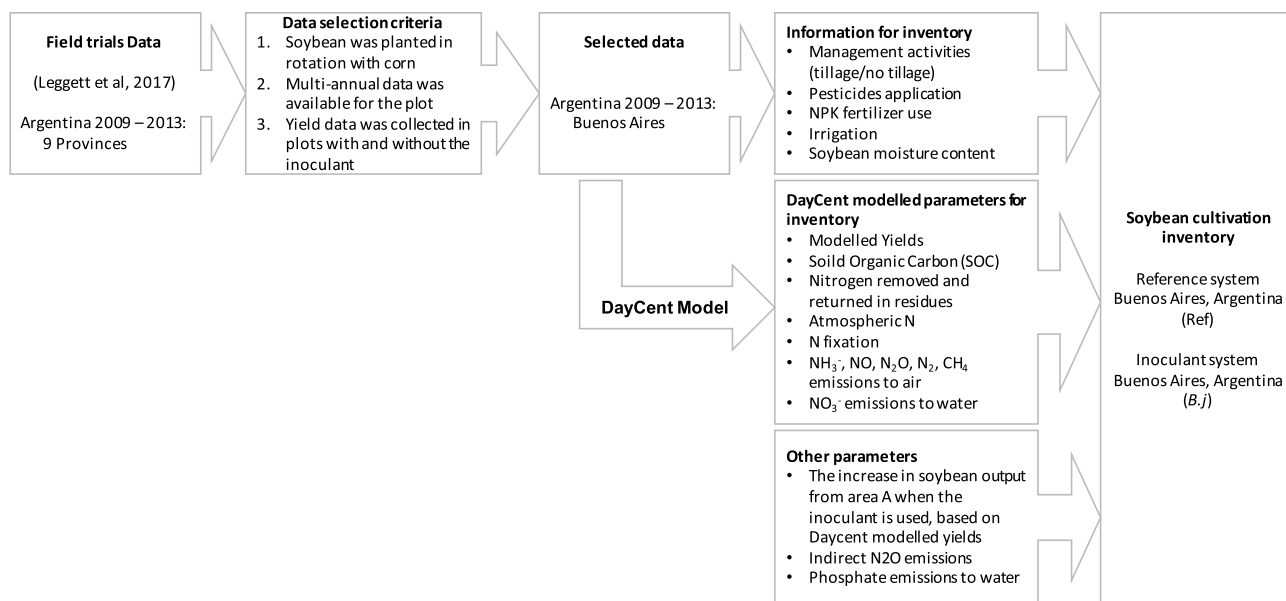 Field trials Data
(Leggett et al, 2017)
Argentina 2009 – 2013:
9 Provinces
Data selection criteria
1. Soybean was planted in
rotation with corn
2. Multi-annual data was
available for the plot
3. Yield data was collected in
plots with and without the
inoculant
Selected data
Argentina 2009 – 2013:
Buenos Aires
Information for inventory
• Management activities
(tillage/no tillage)
• Pesticides application
• NPK fertilizer use
• Irrigation
• Soybean moisture content
DayCent Model
DayCent modelled parameters for
inventory
• Modelled Yields
• Soild Organic Carbon (SOC)
• Nitrogen removed and
returned in residues
• Atmospheric N
• N fixation
• NH₃⁻, NO, N₂O, N₂, CH₄
emissions to air
• NO₃⁻ emissions to water
Other parameters
• The increase in soybean output
from area A when the
inoculant is used, based on
Daycent modelled yields
• Indirect N2O emissions
• Phosphate emissions to water
Soybean cultivation
inventory
Reference system
Buenos Aires, Argentina
(Ref)
Inoculant system
Buenos Aires, Argentina
(B.j)